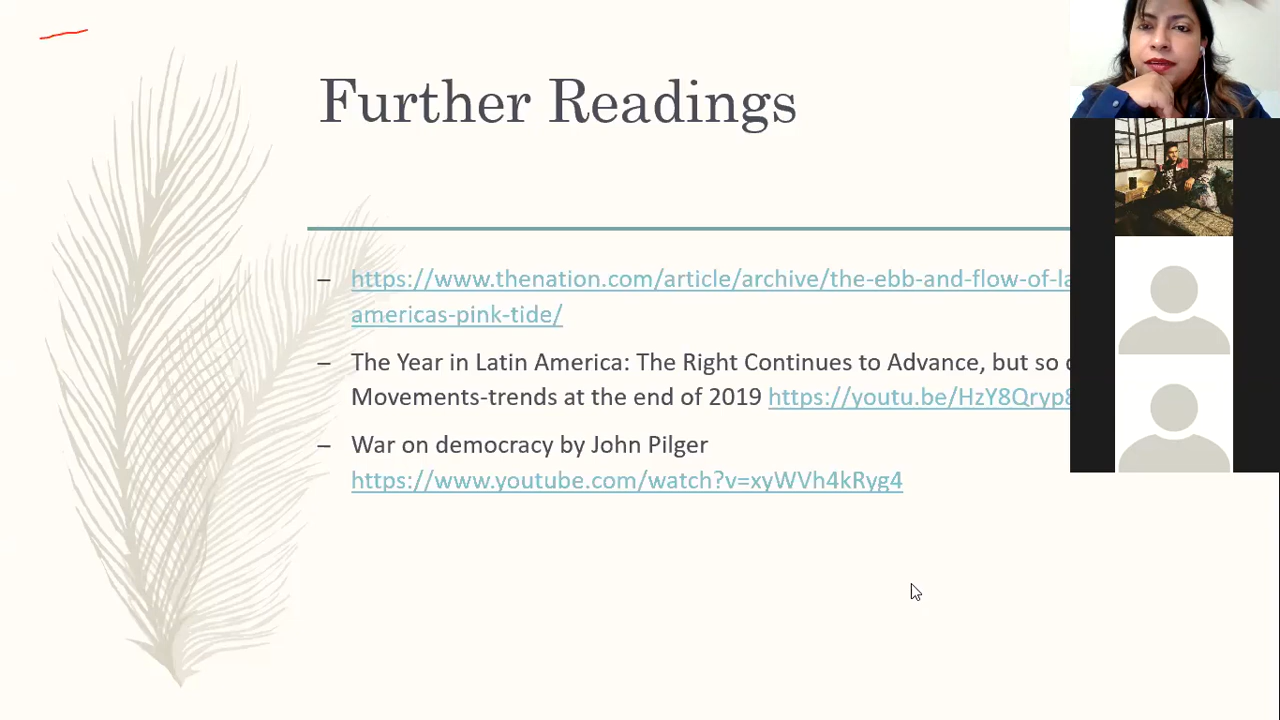 Further Readings
– https://www.thenation.com/article/archive/the-ebb-and-flow-of-la
americas-pink-tide/
– The Year in Latin America: The Right Continues to Advance, but so
Movements-trends at the end of 2019 https://youtu.be/HzY8Qryp
– War on democracy by John Pilger
https://www.youtube.com/watch?v=xyWVh4kRyg4